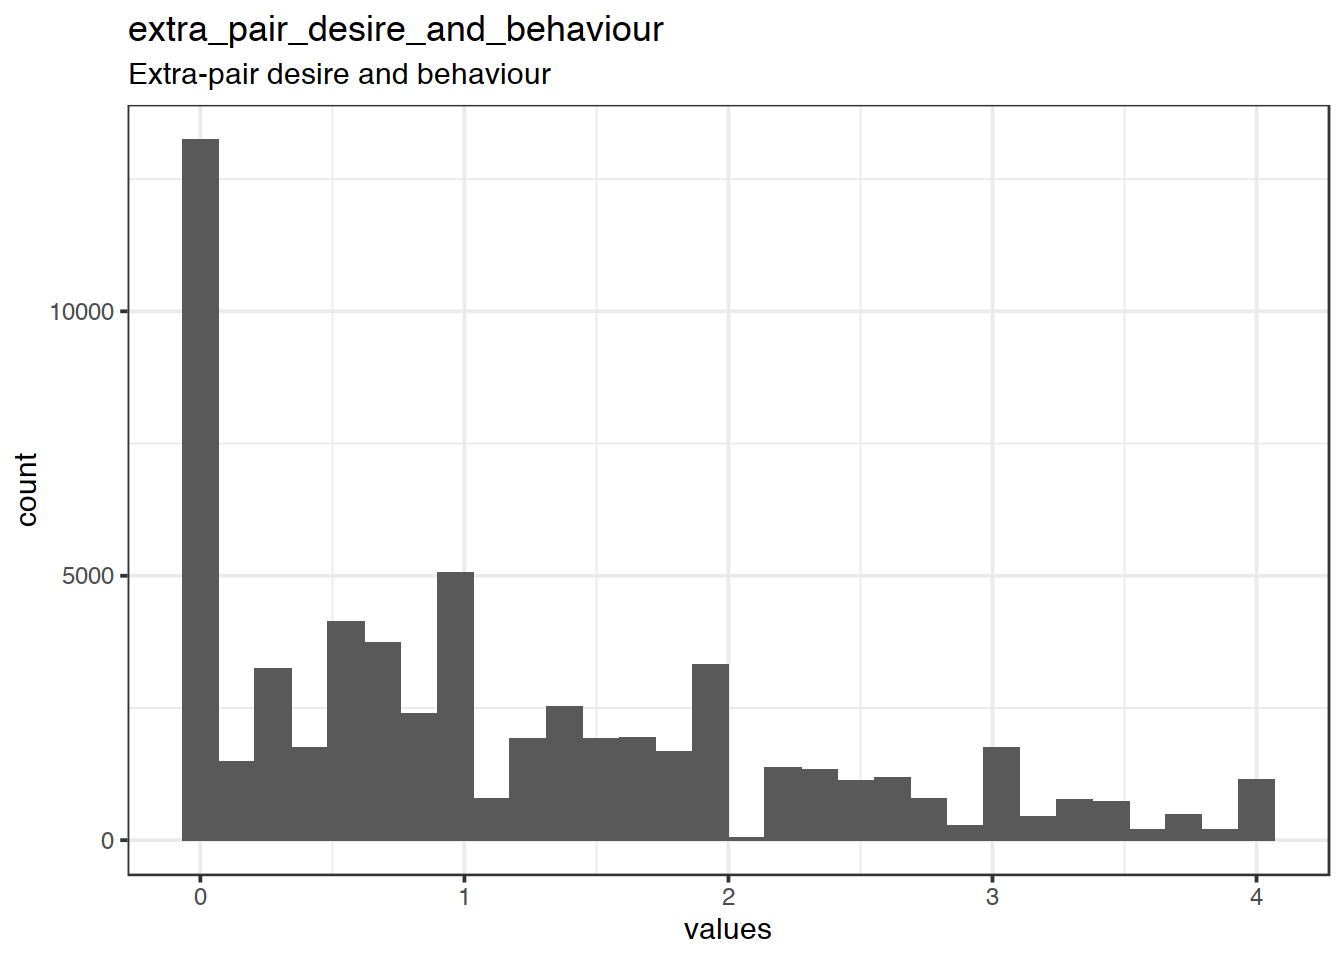 extra_pair_desire_and_behaviour
Extra-pair desire and behaviour
count
10000
5000
0
0 1 2 3 4
values